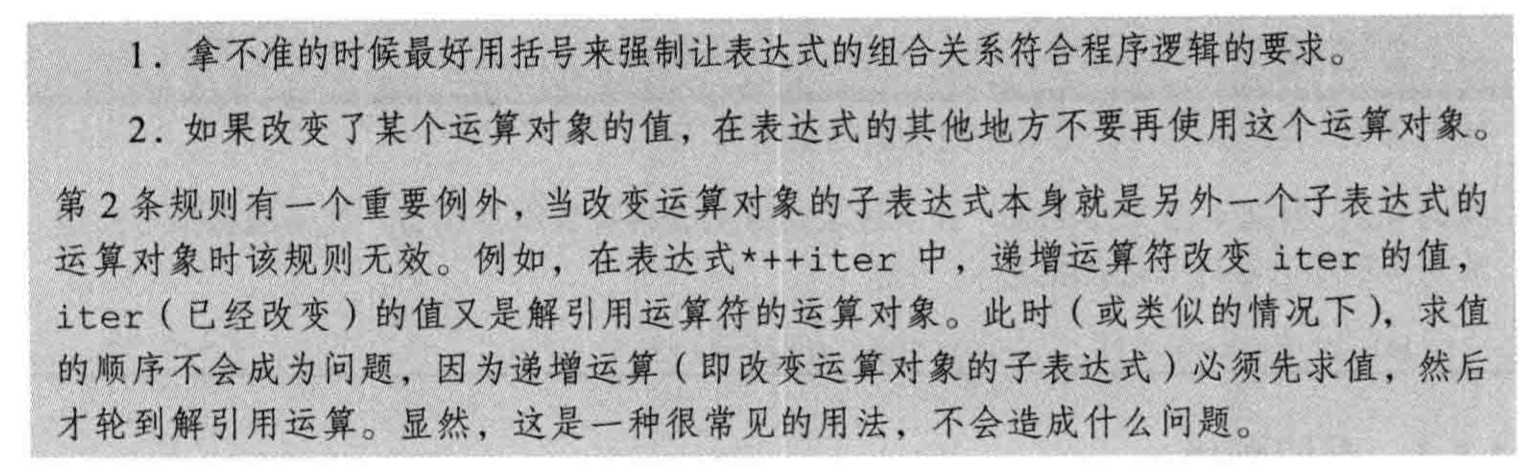 1. 拿不准的时候最好用括号来强制让表达式的组合关系符合程序逻辑的要求。
2. 如果改变了某个运算对象的值，在表达式的其他地方不要再使用这个运算对象。
第2条规则有一个重要例外，当改变运算对象的子表达式本身就是另外一个子表达式的
运算对象时该规则无效。例如，在表达式*++iter 中，递增运算符改变 iter 的值，
iter（已经改变）的值又是解引用运算符的运算对象。此时（或类似的情况下），求值
的顺序不会成为问题，因为递增运算（即改变运算对象的子表达式）必须先求值，然后
才轮到解引用运算。显然，这是一种很常见的用法，不会造成什么问题。